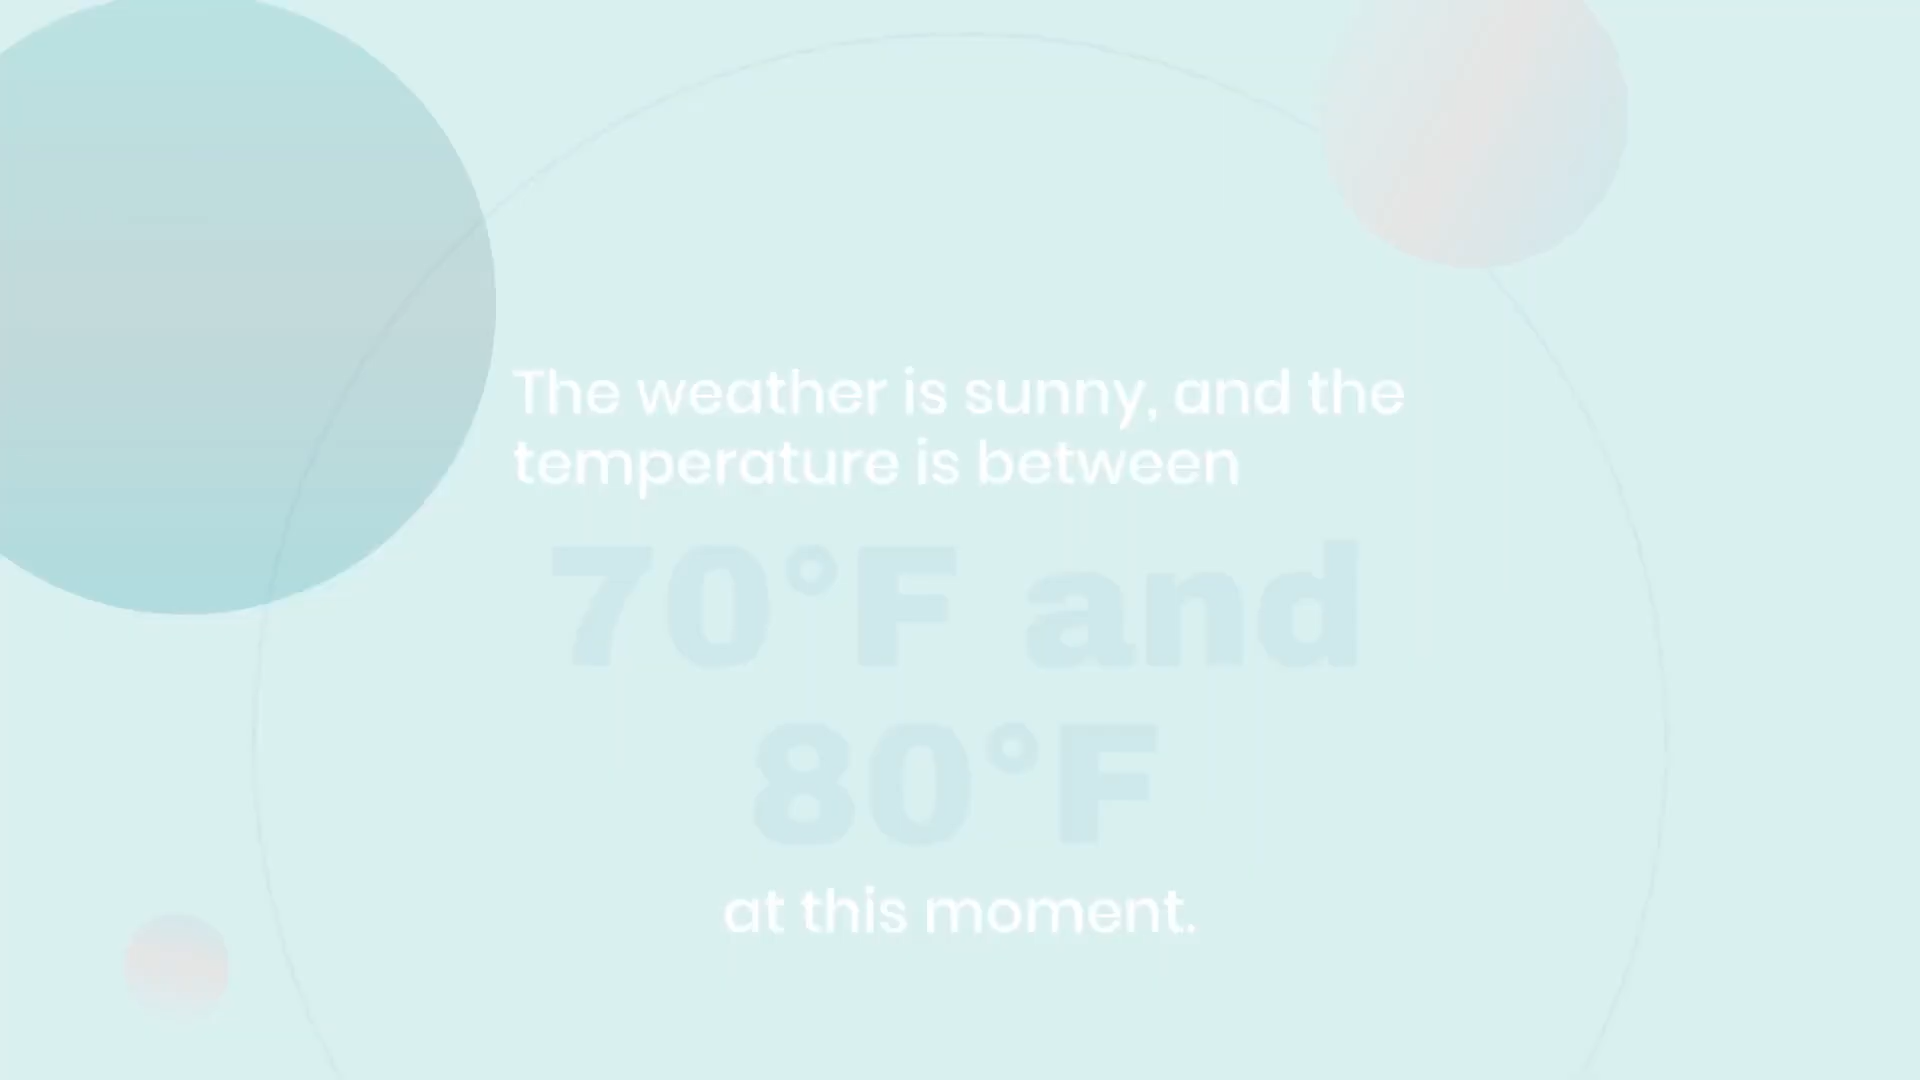 The weather is sunny, and the
temperature is between
70°F and
80°F
at this moment.